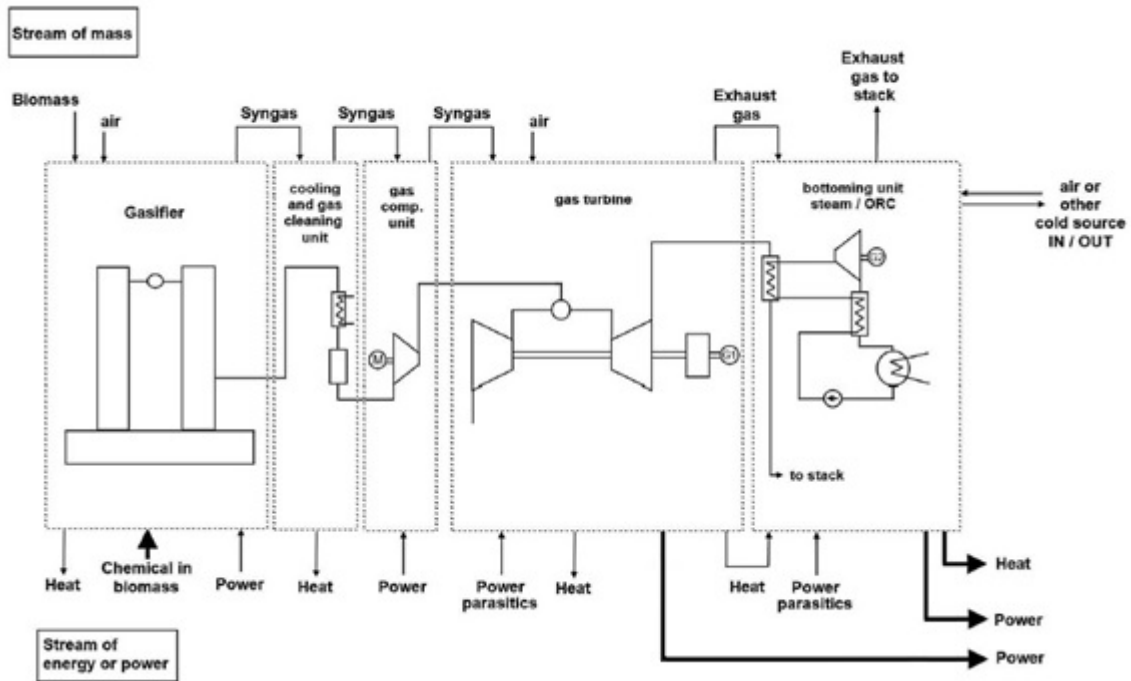 Stream of mass
Biomass
air
Syngas
Syngas
Syngas
air
Exhaust
gas
Exhaust
gas to
stack
Gasifier
cooling
and gas
cleaning
unit
gas
comp.
unit
gas turbine
bottoming unit
steam / ORC
air or
other
cold source
IN / OUT
M
G1
to stack
Heat
Chemical in
biomass
Power
Heat
Power
Power
parasitics
Heat
Heat
Power
parasitics
Heat
Power
Power
Stream of
energy or power